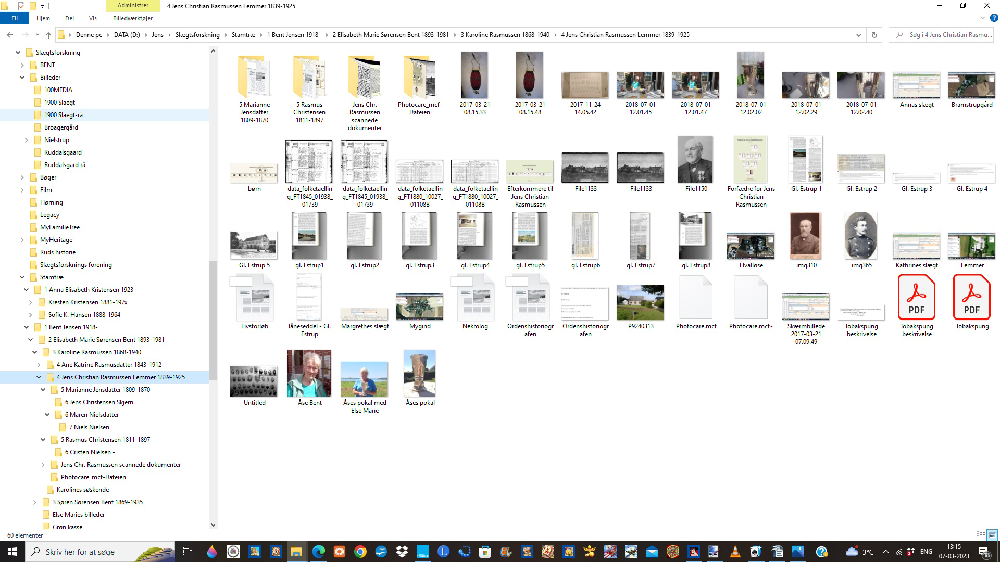 Administrer
4 Jens Christian Rasmussen Lemmer 1839-1925
Fil
Hjem
Del
Vis
Billedværktøjer
Denne pc
DATA (D:)
Jens
Slægtsforskning
Stamtræ
1 Bent Jensen 1918-
2 Elisabeth Marie Sørensen Bent 1893-1981
3 Karoline Rasmussen 1868-1940
4 Jens Christian Rasmussen Lemmer 1839-1925
Søg i 4 Jens Christian Rasmu...
Slægtsforskning
BENT
Billeder
100MEDIA
1900 Slaegt
1900 Slaegt-rå
Broagergård
Nielstrup
Ruddalsgaard
Ruddalsgård rå
Bøger
Film
Hørning
Legacy
MyFamilieTree
MyHeritage
Ruds historie
Slægtsforsknings forening
Stamtræ
1 Anna Elisabeth Kristensen 1923-
Kresten Kristensen 1881-197x
Sofie K. Hansen 1888-1964
1 Bent Jensen 1918-
2 Elisabeth Marie Sørensen Bent 1893-1981
3 Karoline Rasmussen 1868-1940
4 Ane Katrine Rasmusdatter 1843-1912
4 Jens Christian Rasmussen Lemmer 1839-1925
5 Marianne Jensdatter 1809-1870
6 Jens Christensen Skjern
6 Maren Nielsdatter
7 Niels Nielsen
5 Rasmus Christensen 1811-1897
6 Cristen Nielsen -
Jens Chr. Rasmussen scannede dokumenter
Photocare_mcf-Dateien
Karolines søskende
3 Søren Sørensen Bent 1869-1935
Else Maries billeder
Grøn kasse
5 Marianne
Jensdatter
1809-1870
5 Rasmus
Christensen
1811-1897
Jens Chr.
Rasmussen
scannede
dokumenter
Photocare_mcf-
Dateien
2017-03-21
08.15.33
2017-03-21
08.15.48
2017-11-24
14.05.42
2018-07-01
12.01.45
2018-07-01
12.01.47
2018-07-01
12.02.02
2018-07-01
12.02.29
2018-07-01
12.02.40
Annas slægt
Bramstrupgård
børn
data_folketaellin
g_FT1845_01938_
01739
data_folketaellin
g_FT1845_01938_
01739
data_folketaellin
g_FT1880_10027_
01108B
data_folketaellin
g_FT1880_10027_
01108B
Efterkommere til
Jens Christian
Rasmussen
File1133
File1133
File1150
Forfædre for Jens
Christian
Rasmussen
Gl. Estrup 1
Gl. Estrup 2
Gl. Estrup 3
Gl. Estrup 4
Gl. Estrup 5
gl. Estrup1
gl. Estrup2
gl. Estrup3
gl. Estrup4
gl. Estrup5
gl. Estrup6
gl. Estrup7
gl. Estrup8
Hvalløse
img310
img365
Kathrines slægt
Lemmer
Livsforløb
låneseddel - Gl.
Estrup
Margrethes slægt
Mygind
Nekrolog
Ordenshistoriogr
afen
Ordenshistoriogr
afen
P9240313
Photocare.mcf
Photocare.mcf~
Skærmbillede
2017-03-21
07.09.49
Tobakspung
beskrivelse
PDF
Tobakspung
beskrivelse
PDF
Tobakspung
Untitled
Åse Bent
Åses pokal med
Else Marie
Åses pokal
60 elementer
Skriv her for at søge
3°C
ENG
13:15
07-03-2023
18